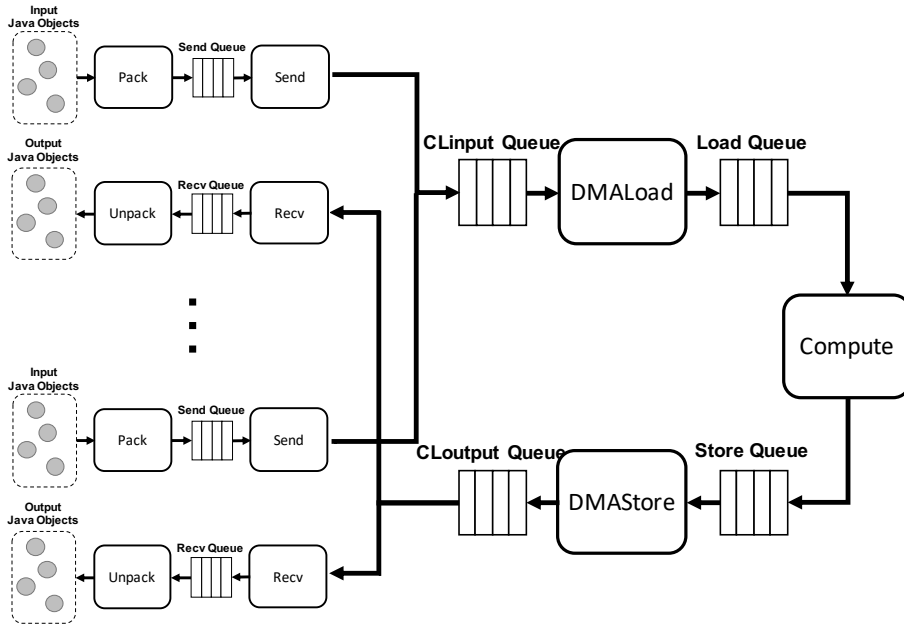 Input
Java Objects
Pack
Send Queue
Send
Output
Java Objects
Unpack
Recv Queue
Recv
CLinput Queue
DMALoad
Load Queue
Compute
Input
Java Objects
Pack
Send Queue
Send
CLoutput Queue
DMAStore
Store Queue
Output
Java Objects
Unpack
Recv Queue
Recv